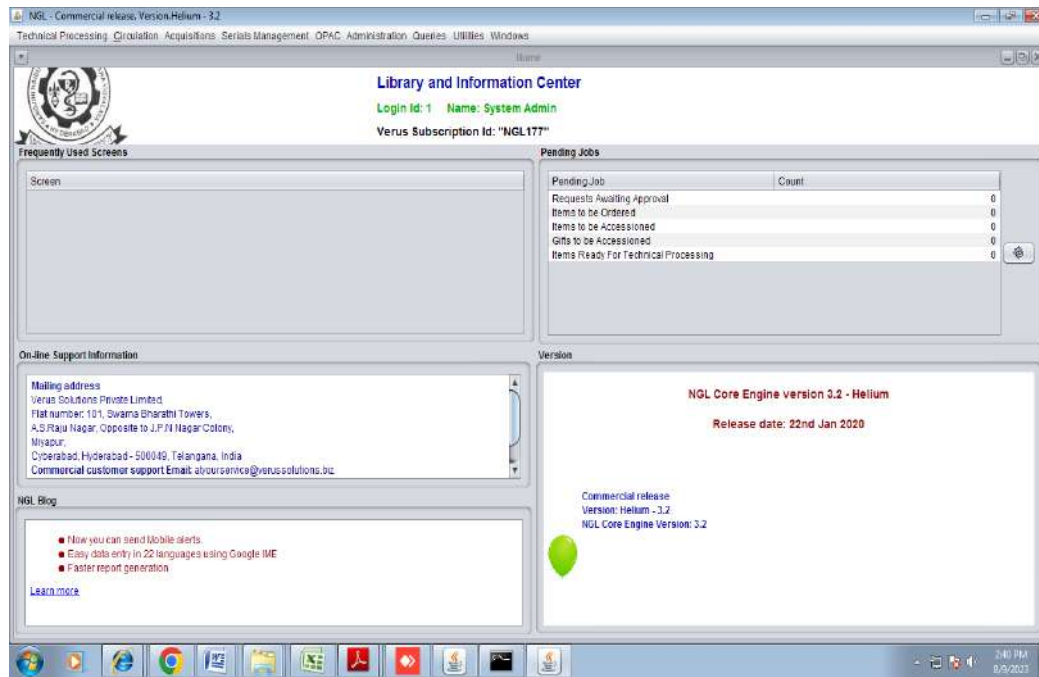 NGL - Commercial release, Version.Helium - 3.2
Technical Processing Circulation Acquisitions Serials Management OPAC Administration Queries Utilities Windows
Home
Library and Information Center
Login Id: 1 Name: System Admin
Verus Subscription Id: "NGL177"
Frequently Used Screens
Screen
Pending Jobs
Pending Job Count
Requests Awaiting Approval 0
Items to be Ordered 0
Items to be Accessioned 0
Gifts to be Accessioned 0
Items Ready For Technical Processing 0
On-line Support Information
Mailing address
Verus Solutions Private Limited,
Flat number: 101, Swarna Bharathi Towers,
A.S.Raju Nagar, Opposite to J.P.N Nagar Colony,
Miyapur,
Cyberabad, Hyderabad - 500049, Telangana, India
Commercial customer support Email: atyourservice@verussolutions.biz
Version
NGL Core Engine version 3.2 - Helium
Release date: 22nd Jan 2020
Commercial release
Version: Helium - 3.2
NGL Core Engine Version: 3.2
NGL Blog
Now you can send Mobile alerts.
Easy data entry in 22 languages using Google IME
Faster report generation
Learn more
2:40 PM
8/9/2023